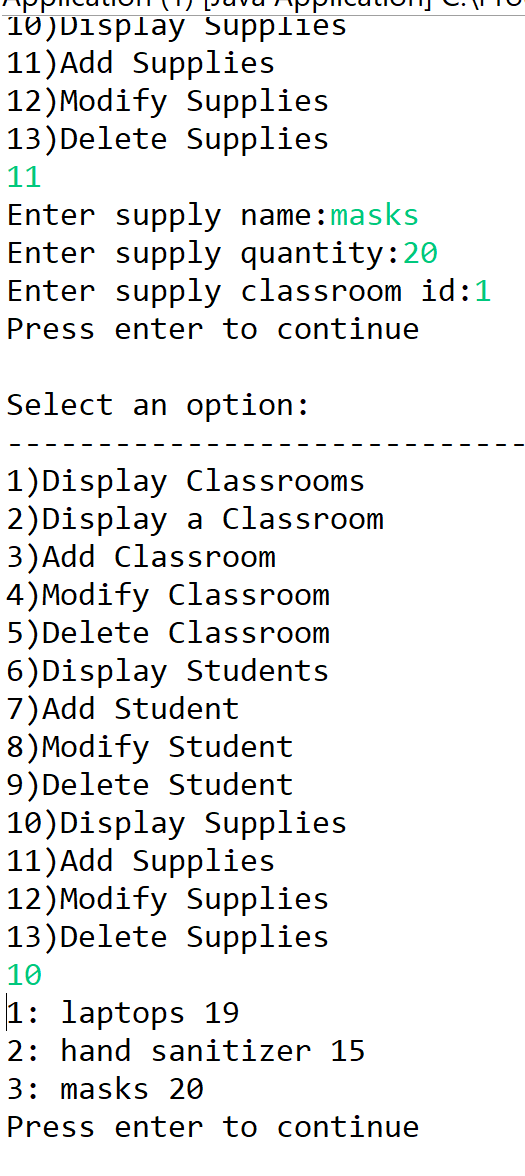 Application (1) [Java Application] C:\Pro
10)Display Supplies
11)Add Supplies
12)Modify Supplies
13)Delete Supplies
11
Enter supply name:masks
Enter supply quantity:20
Enter supply classroom id:1
Press enter to continue
Select an option:
-----------------------------
1)Display Classrooms
2)Display a Classroom
3)Add Classroom
4)Modify Classroom
5)Delete Classroom
6)Display Students
7)Add Student
8)Modify Student
9)Delete Student
10)Display Supplies
11)Add Supplies
12)Modify Supplies
13)Delete Supplies
10
1: laptops 19
2: hand sanitizer 15
3: masks 20
Press enter to continue